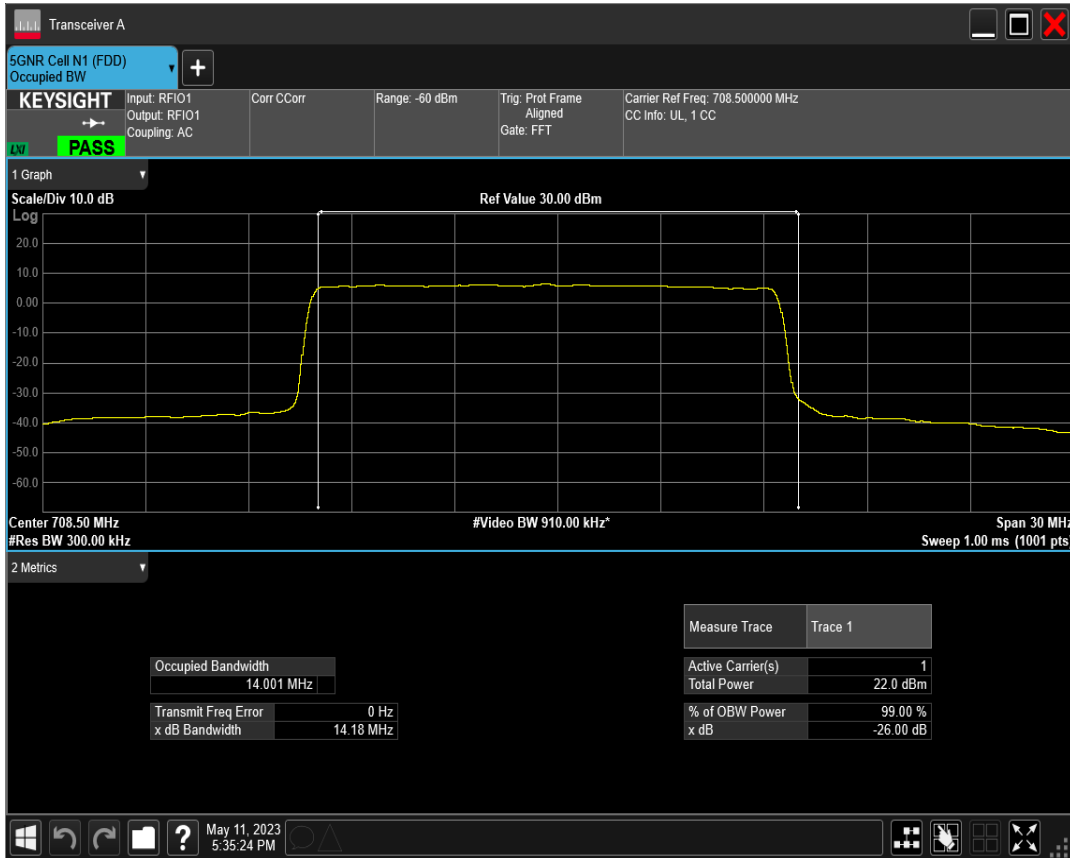 Transceiver A
5GNR Cell N1 (FDD)
Occupied BW
KEYSIGHT
LXI
PASS
Input: RFIO1
Output: RFIO1
Coupling: AC
Corr CCorr
Range: -60 dBm
Trig: Prot Frame
Aligned
Gate: FFT
Carrier Ref Freq: 708.500000 MHz
CC Info: UL, 1 CC
1 Graph
Scale/Div 10.0 dB
Ref Value 30.00 dBm
Log
20.0
10.0
0.00
-10.0
-20.0
-30.0
-40.0
-50.0
-60.0
Center 708.50 MHz
#Video BW 910.00 kHz*
Span 30 MHz
#Res BW 300.00 kHz
Sweep 1.00 ms (1001 pts)
2 Metrics
Measure Trace Trace 1
Occupied Bandwidth
14.001 MHz
Active Carrier(s) 1
Total Power 22.0 dBm
Transmit Freq Error 0 Hz
x dB Bandwidth 14.18 MHz
% of OBW Power 99.00 %
x dB -26.00 dB
May 11, 2023
5:35:24 PM